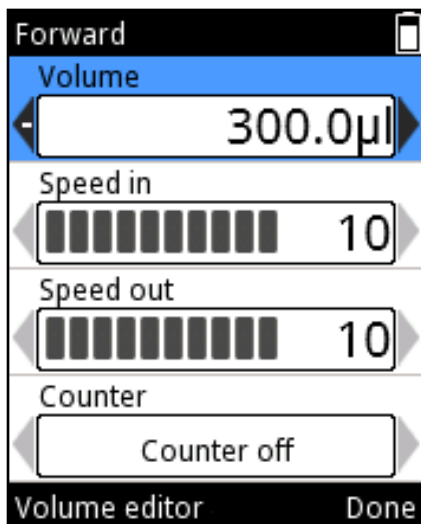 Forward
Volume
- 300.0µl
Speed in
10
Speed out
10
Counter
Counter off
Volume editor Done